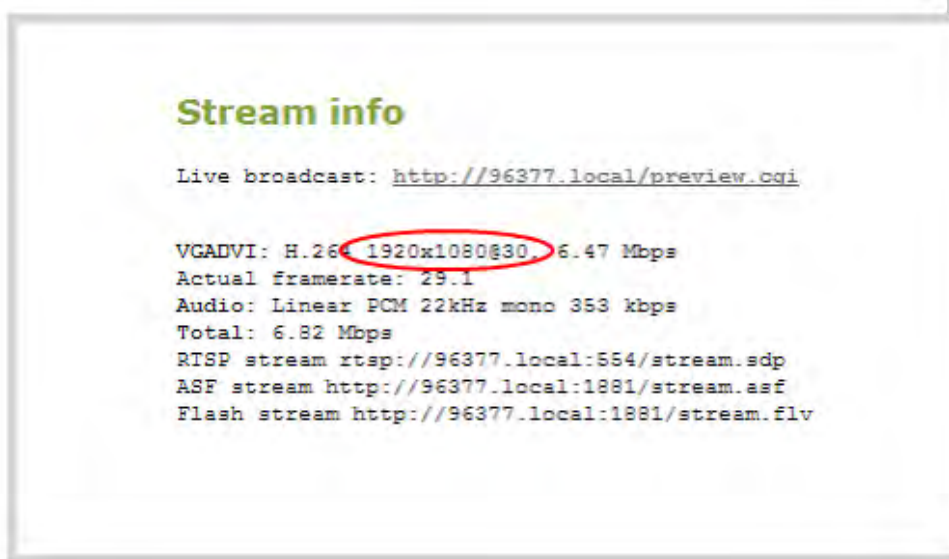 Stream info
Live broadcast: http://96377.local/preview.cgi
VGADVI: H.264 1920x1080@30, 6.47 Mbps
Actual framerate: 29.1
Audio: Linear PCM 22kHz mono 353 kbps
Total: 6.82 Mbps
RTSP stream rtsp://96377.local:554/stream.sdp
ASF stream http://96377.local:1881/stream.asf
Flash stream http://96377.local:1881/stream.flv